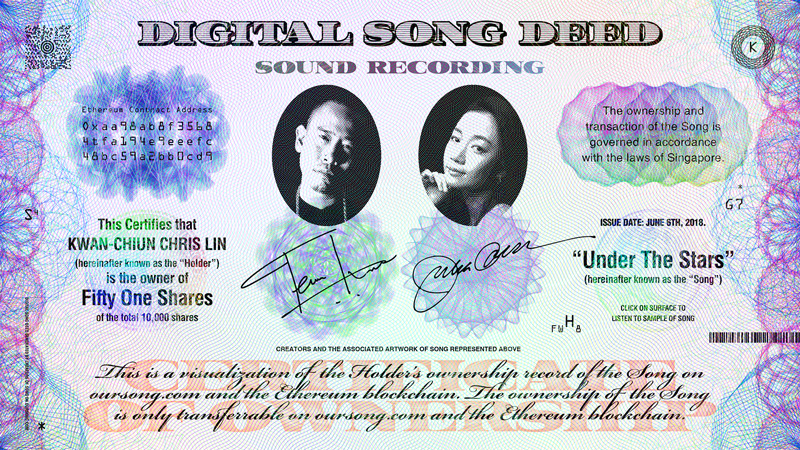 DIGITAL SONG DEED
SOUND RECORDING
K
Ethereum Contract Address
0xaa98ab8f35b8
4tfa194e9eeefc
48bc59a2bb0cd9
The ownership and
transaction of the Song is
governed in accordance
with the laws of Singapore.
This Certifies that
KWAN-CHIUN CHRIS LIN
(hereinafter known as the “Holder”)
is the owner of
Fifty One Shares
of the total 10,000 shares
G7
ISSUE DATE: JUNE 6TH, 2018.
“Under The Stars”
(hereinafter known as the “Song”)
CLICK ON SURFACE TO
LISTEN TO SAMPLE OF SONG
CREATORS AND THE ASSOCIATED ARTWORK OF SONG REPRESENTED ABOVE
CERTIFICATE
OF OWNERSHIP
This is a visualization of the Holder's ownership record of the Song on
oursong.com and the Ethereum blockchain. The ownership of the Song
is only transferrable on oursong.com and the Ethereum blockchain.